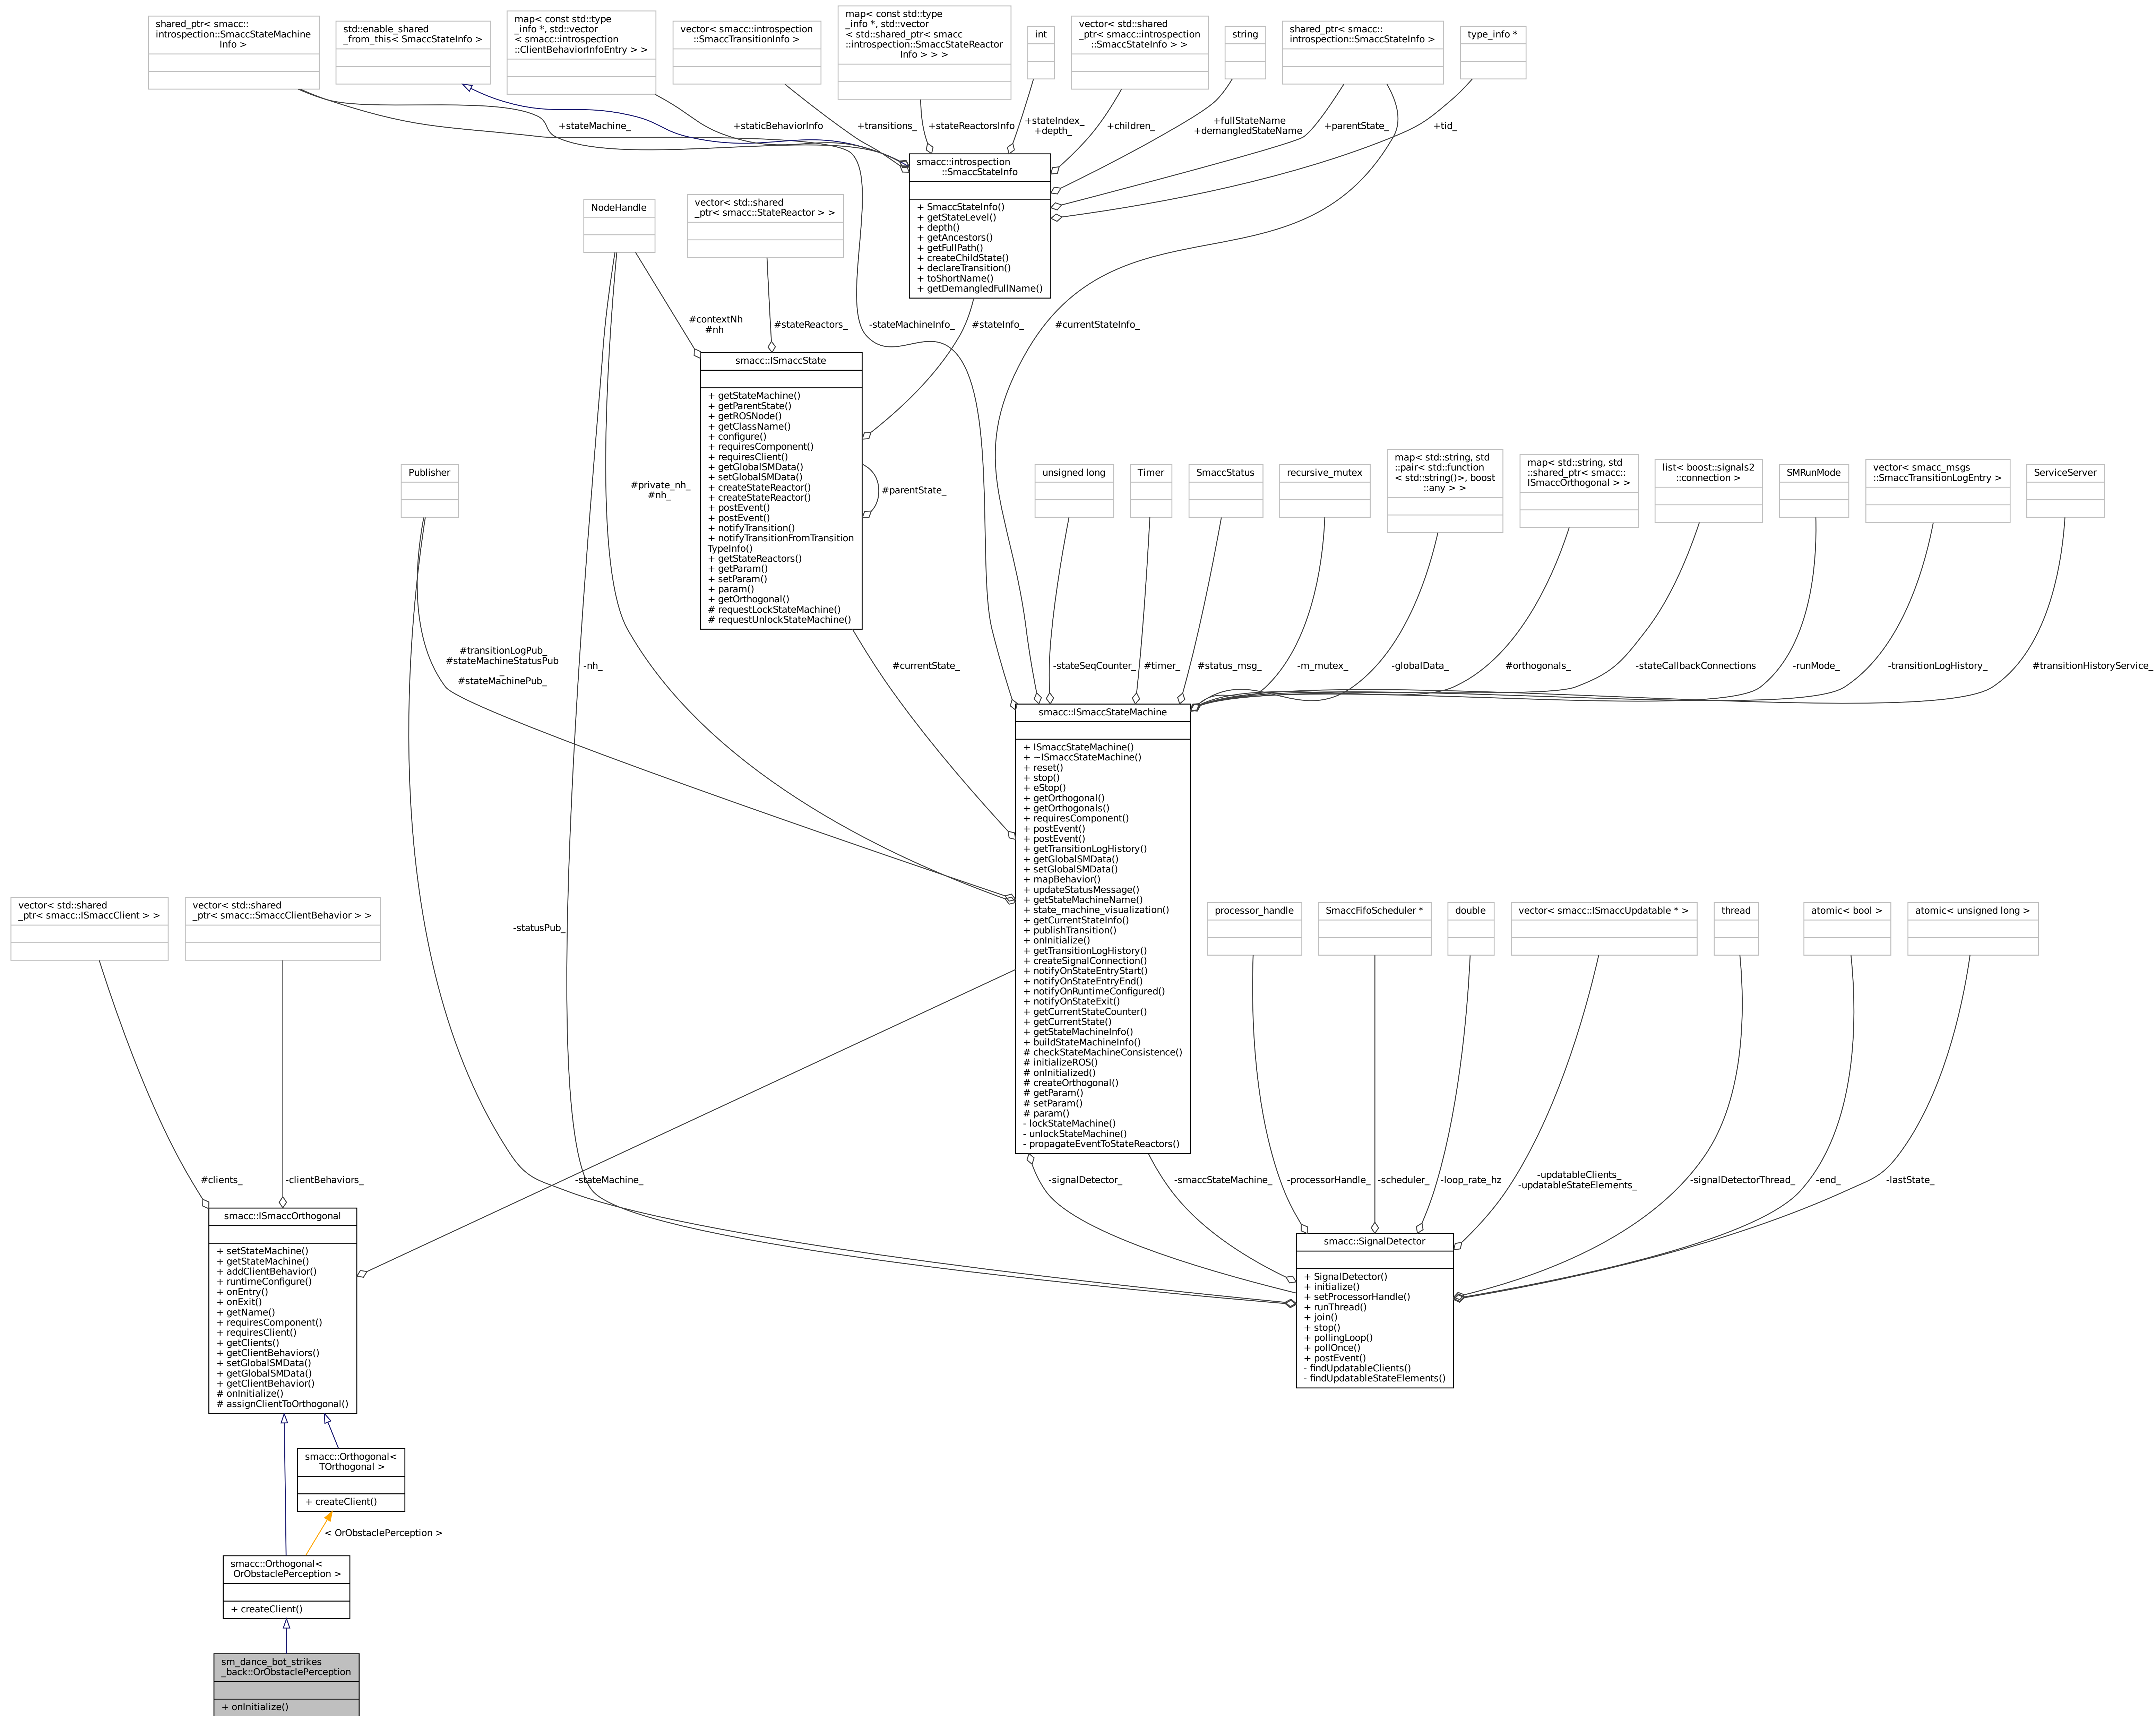 shared_ptr< smacc::
introspection::SmaccStateMachine
Info >
std::enable_shared
_from_this< SmaccStateInfo >
map< const std::type
_info *, std::vector
< smacc::introspection
::ClientBehaviorInfoEntry > >
vector< smacc::introspection
::SmaccTransitionInfo >
map< const std::type
_info *, std::vector
< std::shared_ptr< smacc
::introspection::SmaccStateReactor
Info > > >
int
vector< std::shared
_ptr< smacc::introspection
::SmaccStateInfo > >
string
shared_ptr< smacc::
introspection::SmaccStateInfo >
type_info *
+stateMachine_
+staticBehaviorInfo
+transitions_
+stateReactorsInfo
+stateIndex_
+depth_
+children_
+fullStateName
+demangledStateName
+parentState_
+tid_
smacc::introspection
::SmaccStateInfo
+ SmaccStateInfo()
+ getStateLevel()
+ depth()
+ getAncestors()
+ getFullPath()
+ createChildState()
+ declareTransition()
+ toShortName()
+ getDemangledFullName()
NodeHandle
vector< std::shared
_ptr< smacc::StateReactor > >
#contextNh
#nh
#stateReactors_
-stateMachineInfo_
#stateInfo_
#currentStateInfo_
smacc::ISmaccState
+ getStateMachine()
+ getParentState()
+ getROSNode()
+ getClassName()
+ configure()
+ requiresComponent()
+ requiresClient()
+ getGlobalSMData()
+ setGlobalSMData()
+ createStateReactor()
+ createStateReactor()
+ postEvent()
+ postEvent()
+ notifyTransition()
+ notifyTransitionFromTransition
TypeInfo()
+ getStateReactors()
+ getParam()
+ setParam()
+ param()
+ getOrthogonal()
# requestLockStateMachine()
# requestUnlockStateMachine()
#parentState_
Publisher
#private_nh_
#nh_
unsigned long
Timer
SmaccStatus
recursive_mutex
map< std::string, std
::pair< std::function
< std::string()>, boost
::any > >
map< std::string, std
::shared_ptr< smacc::
ISmaccOrthogonal > >
list< boost::signals2
::connection >
SMRunMode
vector< smacc_msgs
::SmaccTransitionLogEntry >
ServiceServer
#transitionLogPub_
#stateMachineStatusPub
_
#stateMachinePub_
-nh_
#currentState_
-stateSeqCounter_
#timer_
#status_msg_
-m_mutex_
-globalData_
#orthogonals_
-stateCallbackConnections
-runMode_
-transitionLogHistory_
#transitionHistoryService_
smacc::ISmaccStateMachine
+ ISmaccStateMachine()
+ ~ISmaccStateMachine()
+ reset()
+ stop()
+ eStop()
+ getOrthogonal()
+ getOrthogonals()
+ requiresComponent()
+ postEvent()
+ postEvent()
+ getTransitionLogHistory()
+ getGlobalSMData()
+ setGlobalSMData()
+ mapBehavior()
+ updateStatusMessage()
+ getStateMachineName()
+ state_machine_visualization()
+ getCurrentStateInfo()
+ publishTransition()
+ onInitialize()
+ getTransitionLogHistory()
+ createSignalConnection()
+ notifyOnStateEntryStart()
+ notifyOnStateEntryEnd()
+ notifyOnRuntimeConfigured()
+ notifyOnStateExit()
+ getCurrentStateCounter()
+ getCurrentState()
+ getStateMachineInfo()
+ buildStateMachineInfo()
# checkStateMachineConsistence()
# initializeROS()
# onInitialized()
# createOrthogonal()
# getParam()
# setParam()
# param()
- lockStateMachine()
- unlockStateMachine()
- propagateEventToStateReactors()
vector< std::shared
_ptr< smacc::ISmaccClient > >
vector< std::shared
_ptr< smacc::SmaccClientBehavior > >
-statusPub_
processor_handle
SmaccFifoScheduler *
double
vector< smacc::ISmaccUpdatable * >
thread
atomic< bool >
atomic< unsigned long >
#clients_
-clientBehaviors_
-stateMachine_
-signalDetector_
-smaccStateMachine_
-processorHandle_
-scheduler_
-loop_rate_hz
-updatableClients_
-updatableStateElements_
-signalDetectorThread_
-end_
-lastState_
smacc::ISmaccOrthogonal
+ setStateMachine()
+ getStateMachine()
+ addClientBehavior()
+ runtimeConfigure()
+ onEntry()
+ onExit()
+ getName()
+ requiresComponent()
+ requiresClient()
+ getClients()
+ getClientBehaviors()
+ setGlobalSMData()
+ getGlobalSMData()
+ getClientBehavior()
# onInitialize()
# assignClientToOrthogonal()
smacc::SignalDetector
+ SignalDetector()
+ initialize()
+ setProcessorHandle()
+ runThread()
+ join()
+ stop()
+ pollingLoop()
+ pollOnce()
+ postEvent()
- findUpdatableClients()
- findUpdatableStateElements()
smacc::Orthogonal<
TOrthogonal >
+ createClient()
< OrObstaclePerception >
smacc::Orthogonal<
OrObstaclePerception >
+ createClient()
sm_dance_bot_strikes
_back::OrObstaclePerception
+ onInitialize()